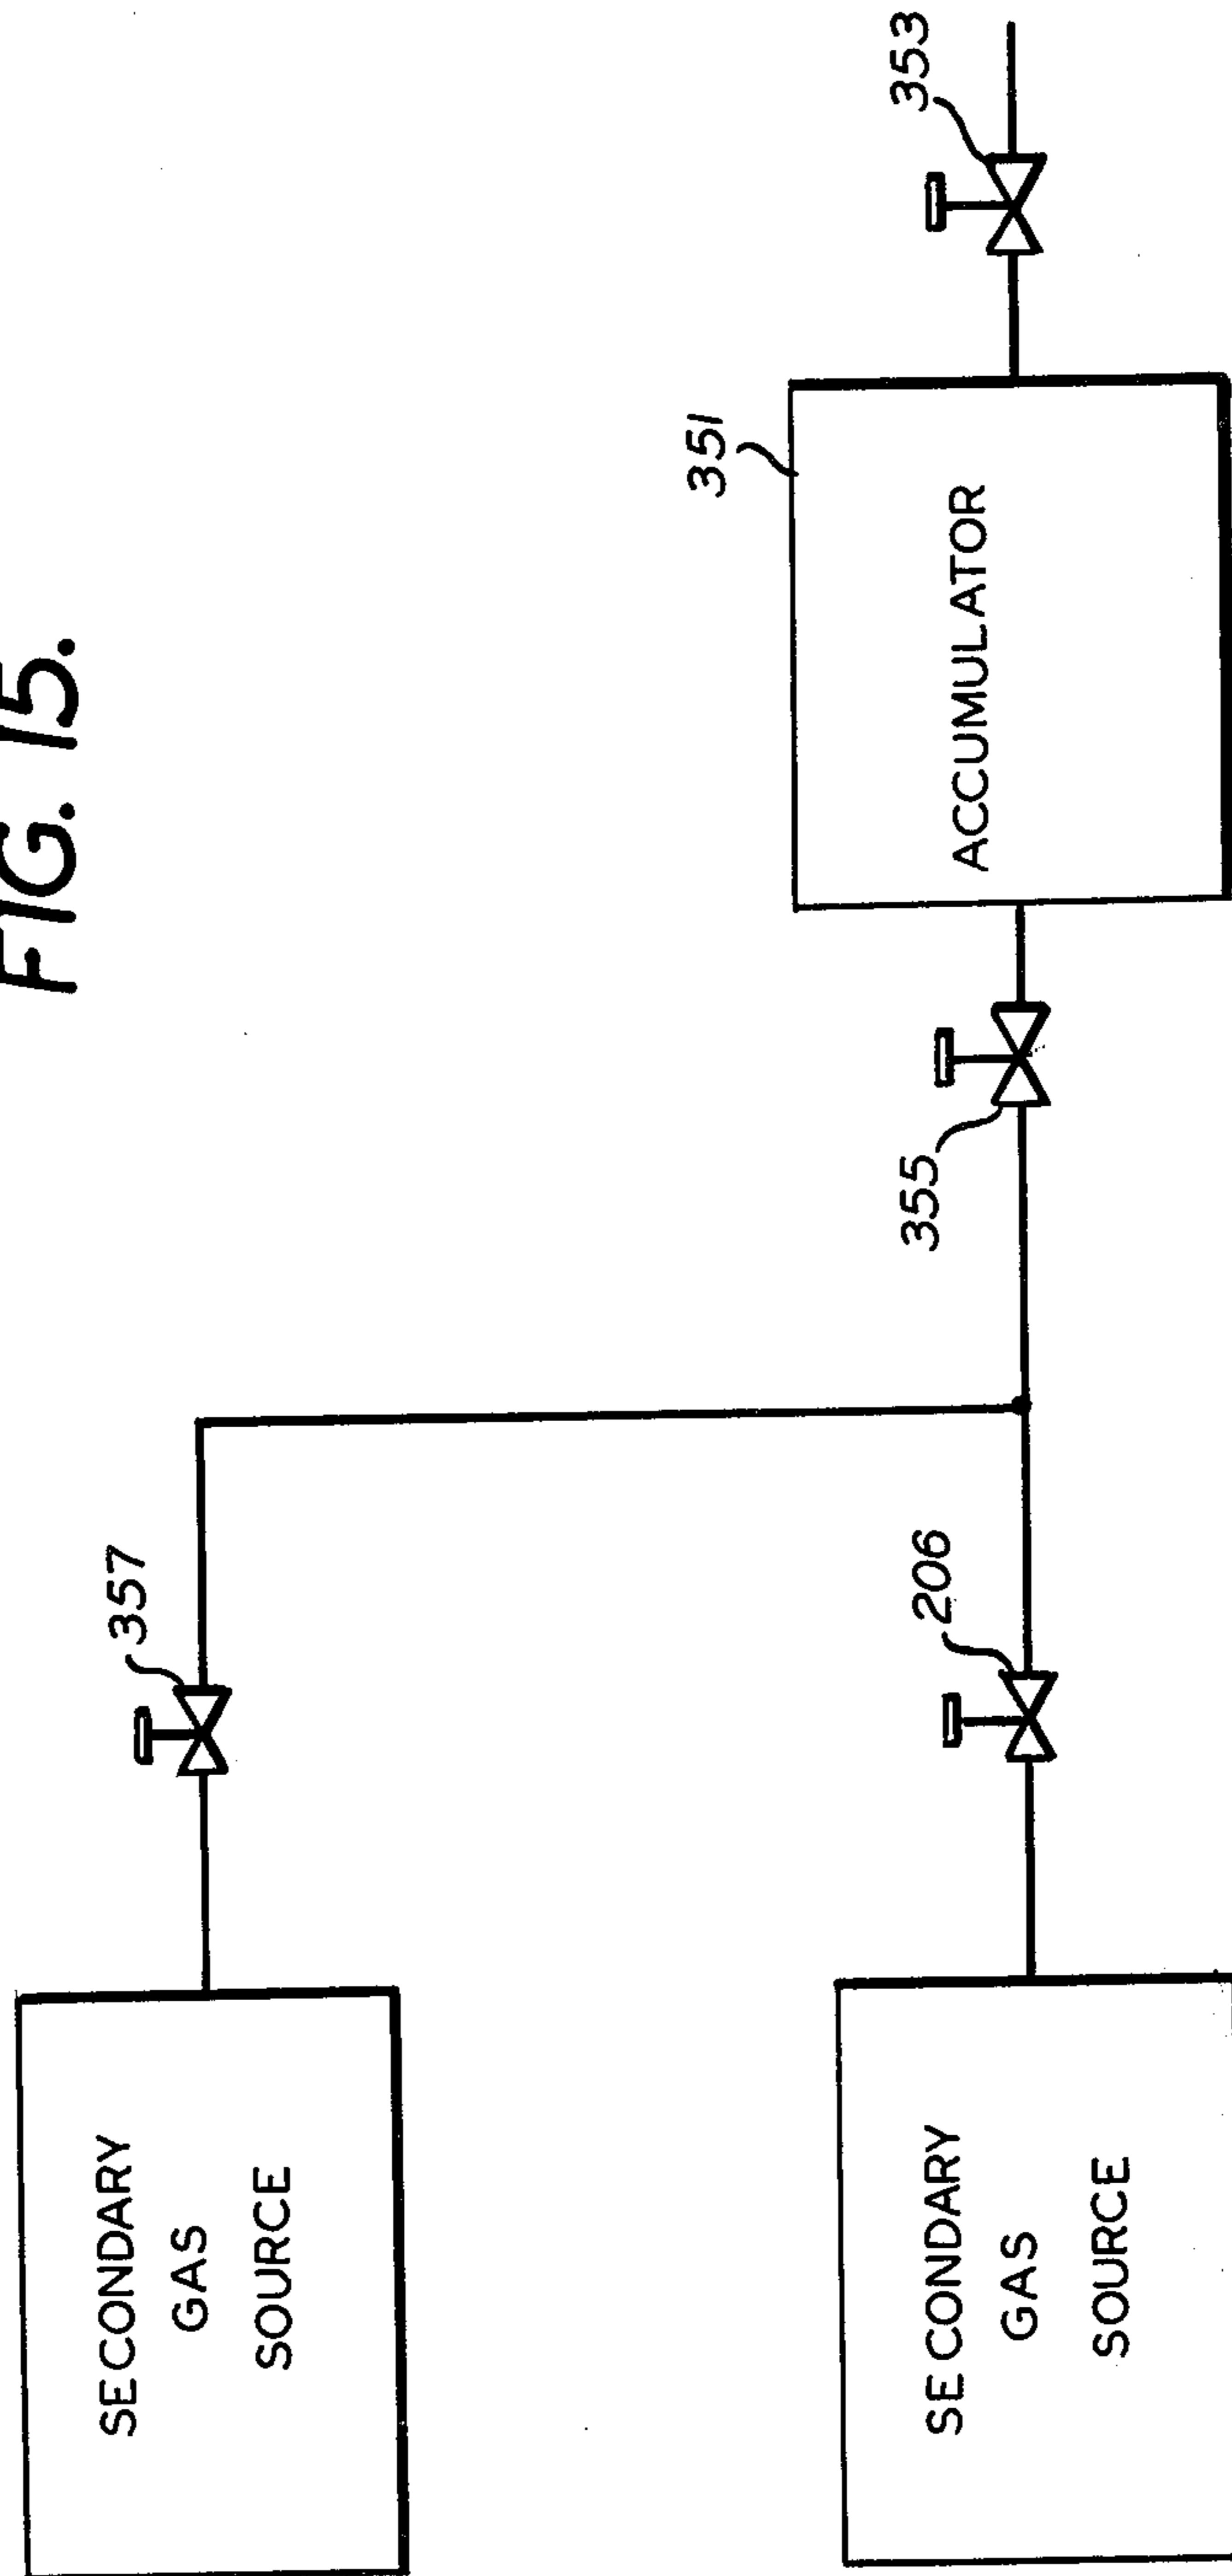 FIG. 15.
SECONDARY
GAS
SOURCE
357
SECONDARY
GAS
SOURCE
206
355
351
ACCUMULATOR
353